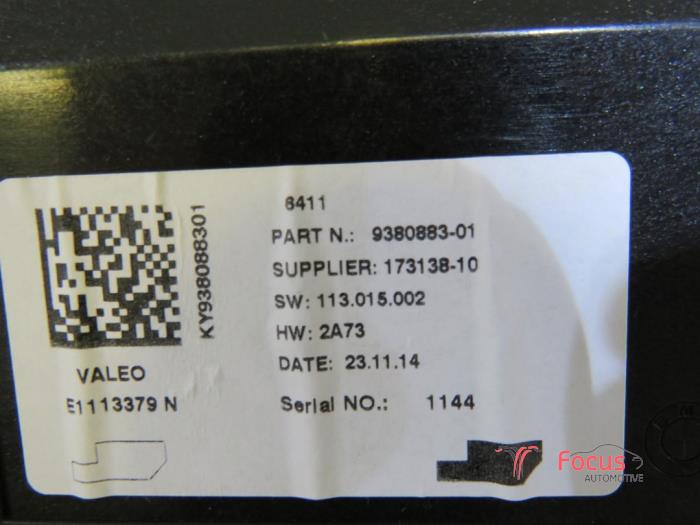 6411
PART N.: 9380883-01
SUPPLIER: 173138-10
SW: 113.015.002
HW: 2A73
DATE: 23.11.14
Serial NO.: 1144
KY938088301
VALEO
E1113379 N
Focus
AUTOMOTIVE